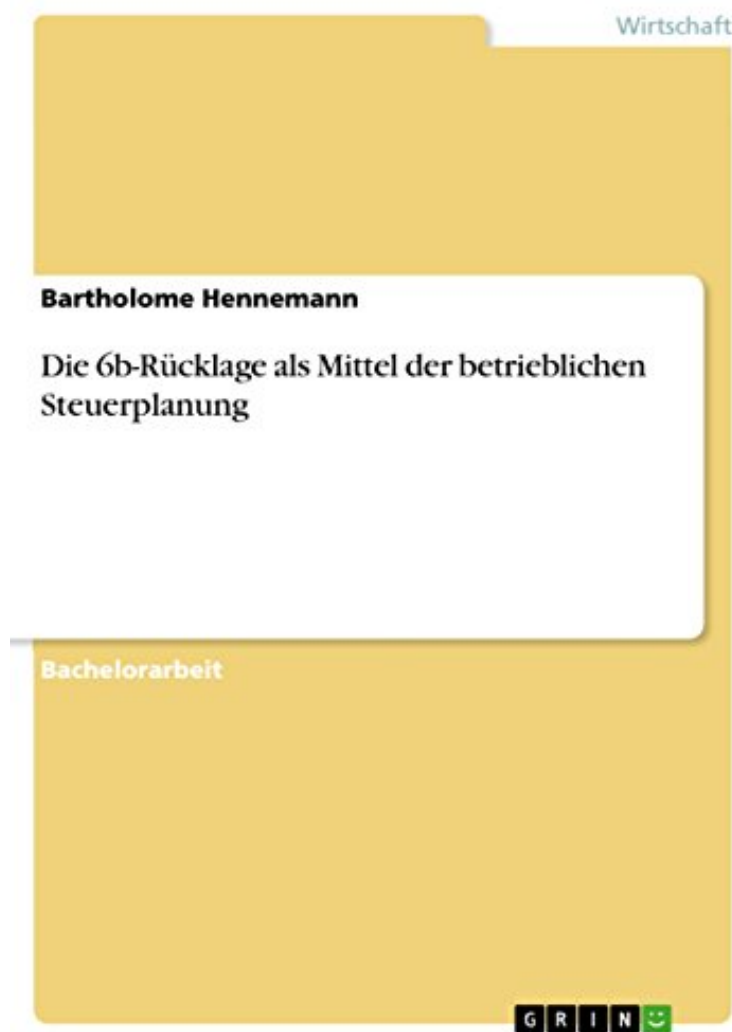 Wirtschaft
Bartholome Hennemann
Die 6b-Rücklage als Mittel der betrieblichen
Steuerplanung
Bachelorarbeit
GRIN